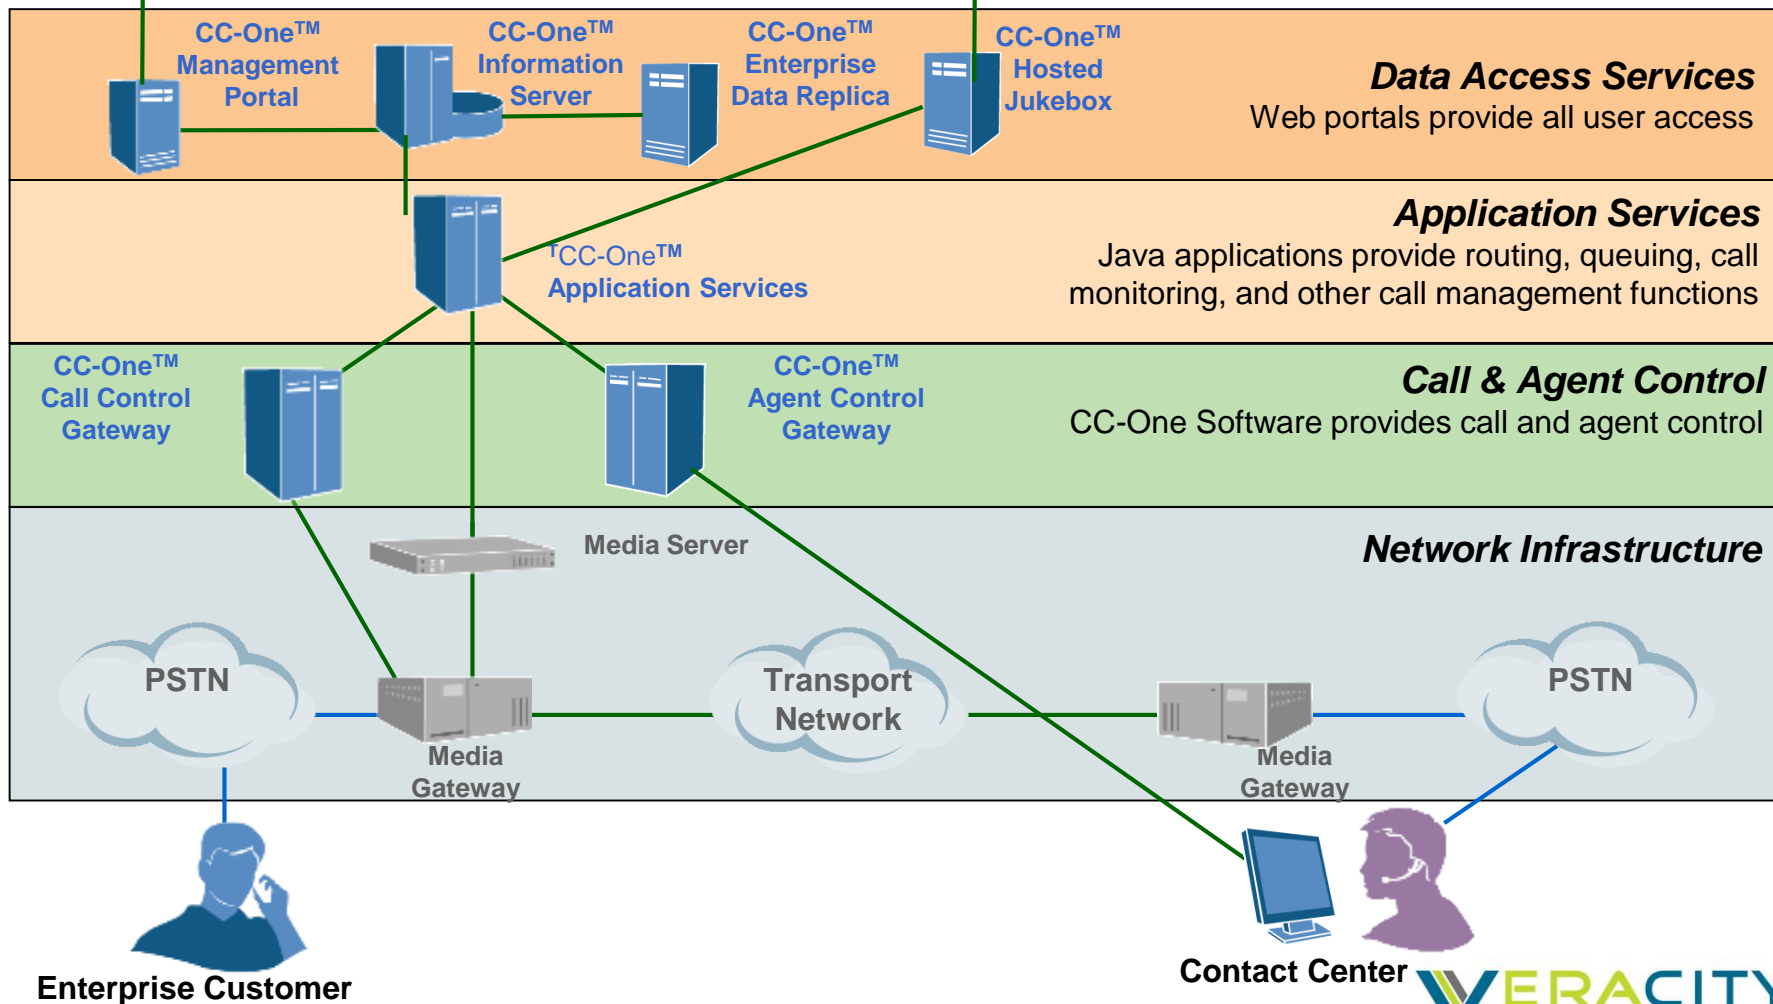 CC-One™
Management
Portal
CC-One™
Information
Server
CC-One™
Enterprise
Data Replica
CC-One™
Hosted
Jukebox
Data Access Services
Web portals provide all user access
Application Services
Java applications provide routing, queuing, call
monitoring, and other call management functions
TCC-One™
Application Services
CC-One™
Call Control
Gateway
CC-One™
Agent Control
Gateway
Call & Agent Control
CC-One Software provides call and agent control
Media Server
Network Infrastructure
PSTN
Transport
Network
PSTN
Media
Gateway
Media
Gateway
Enterprise Customer
Contact Center
VERACITY